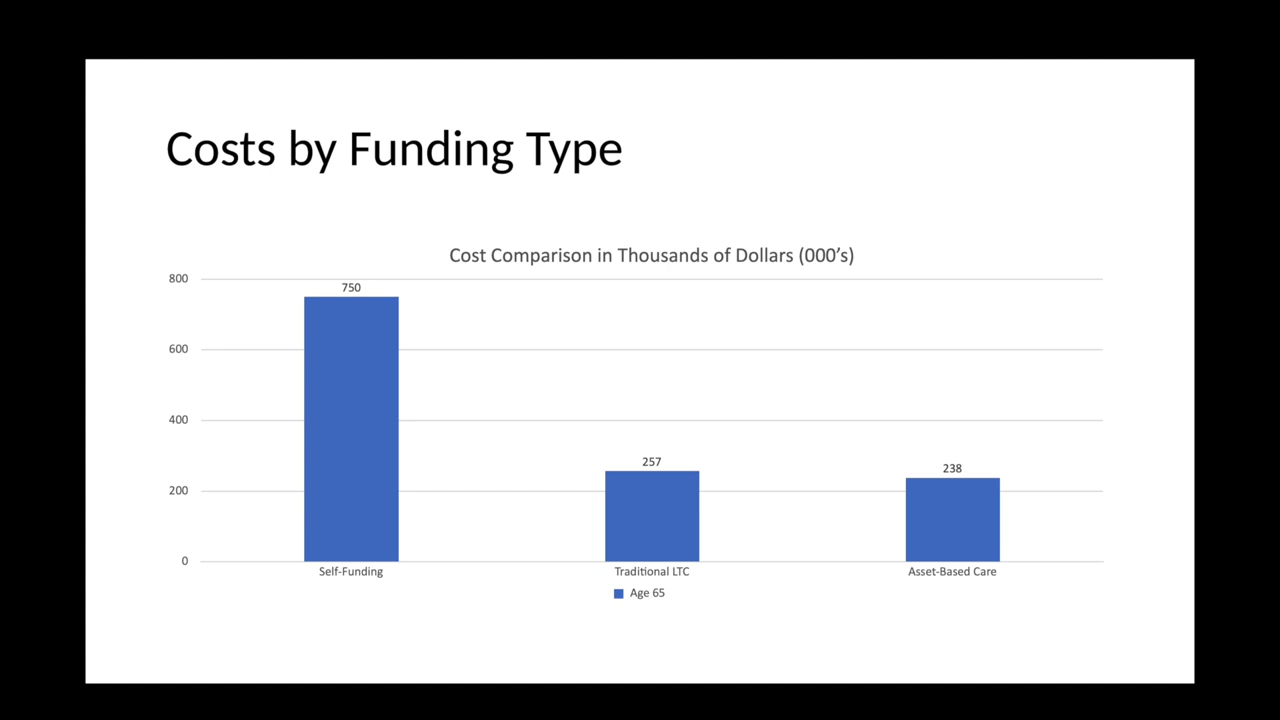 Costs by Funding Type
Cost Comparison in Thousands of Dollars (000’s)
800
750
600
400
257
238
200
0
Self-Funding Traditional LTC Asset-Based Care
Age 65